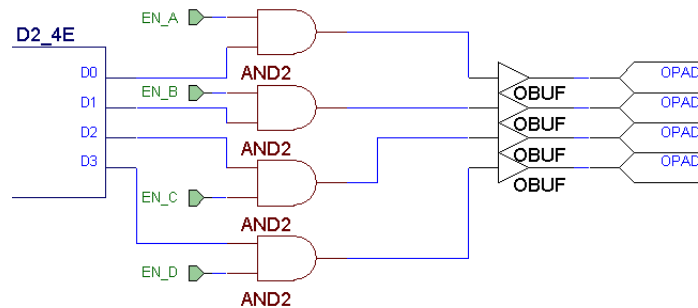 EN_A
D2_4E
D0
AND2
OPAD
EN_B
OBUF
D1
OPAD
AND2
OBUF
D2
OPAD
OBUF
D3
OPAD
OBUF
EN_C
AND2
EN_D
AND2